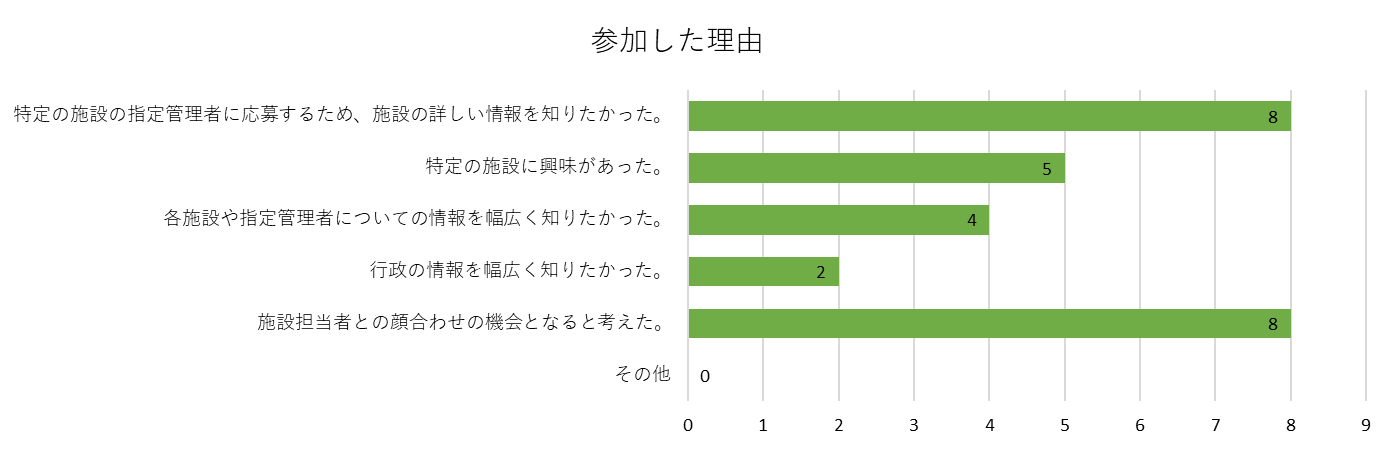 参加した理由
特定の施設の指定管理者に応募するため、施設の詳しい情報を知りたかった。
8
特定の施設に興味があった。
5
各施設や指定管理者についての情報を幅広く知りたかった。
4
行政の情報を幅広く知りたかった。
2
施設担当者との顔合わせの機会となると考えた。
8
その他
0
0 1 2 3 4 5 6 7 8 9